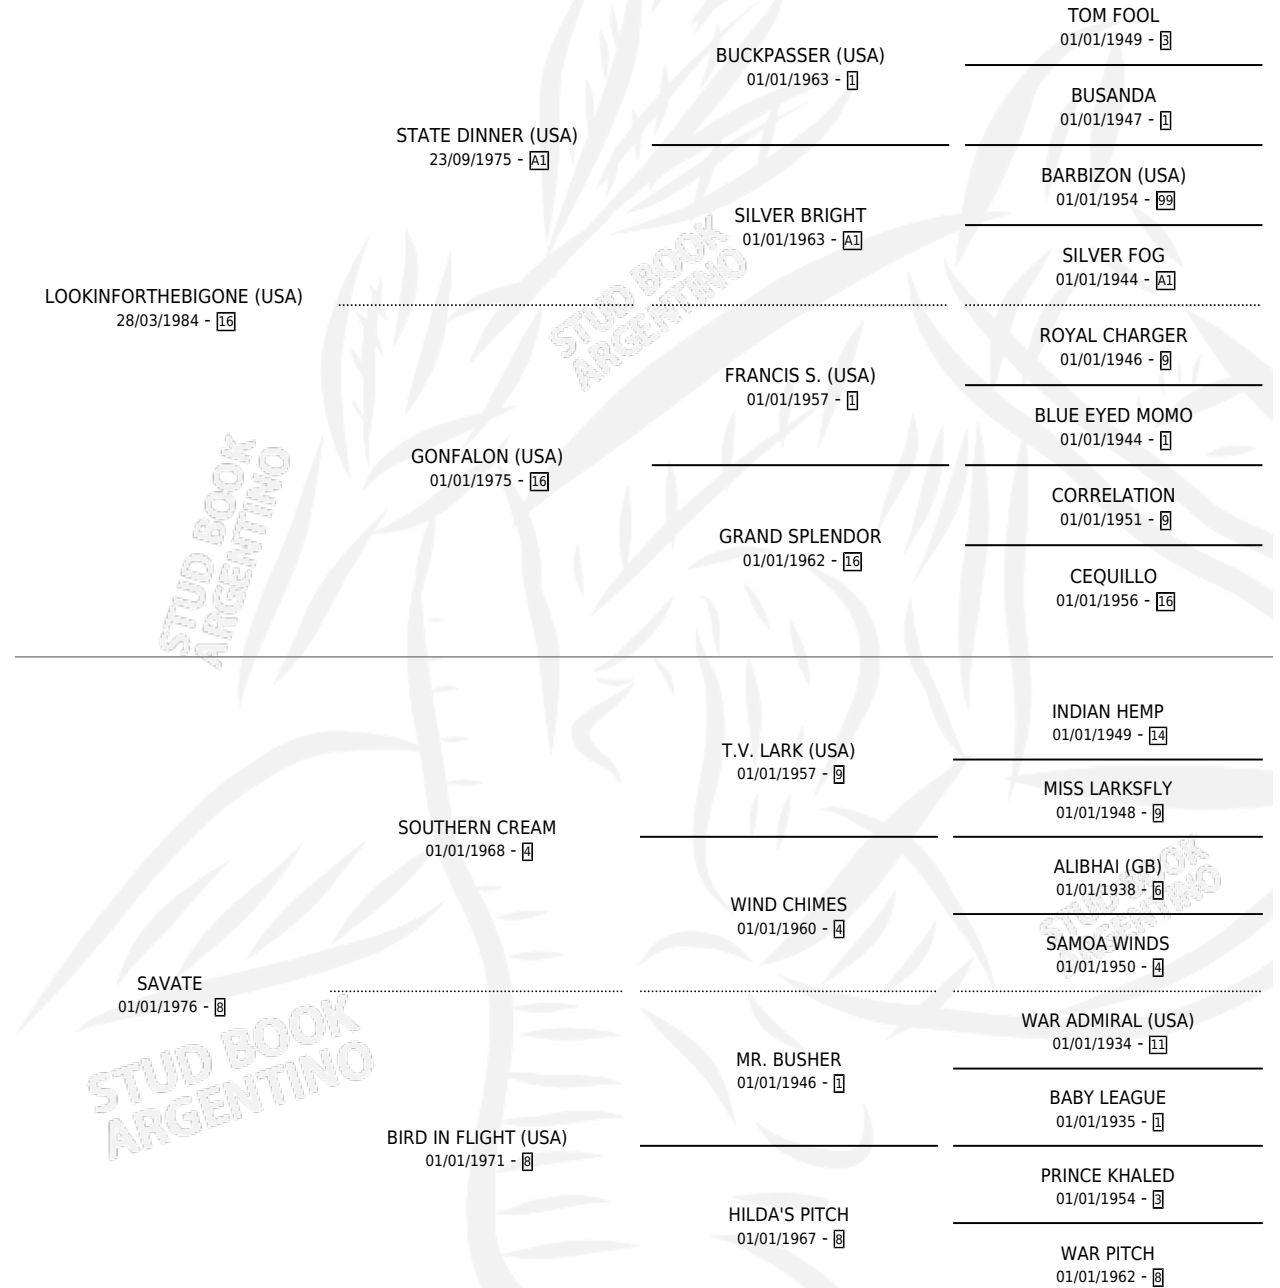 TOM FOOL
01/01/1949 - 3
BUCKPASSER (USA)
01/01/1963 - 1
BUSANDA
01/01/1947 - 1
STATE DINNER (USA)
23/09/1975 - A1
BARBIZON (USA)
01/01/1954 - 99
SILVER BRIGHT
01/01/1963 - A1
SILVER FOG
01/01/1944 - A1
LOOKINFORTHEBIGONE (USA)
28/03/1984 - 16
STUD BOOK
ARGENTINO
ROYAL CHARGER
01/01/1946 - 9
FRANCIS S. (USA)
01/01/1957 - 1
BLUE EYED MOMO
01/01/1944 - 1
GONFALON (USA)
01/01/1975 - 16
CORRELATION
01/01/1951 - 9
GRAND SPLENDOR
01/01/1962 - 16
CEQUILLO
01/01/1956 - 16
STUD BOOK
ARGENTINO
INDIAN HEMP
01/01/1949 - 14
T.V. LARK (USA)
01/01/1957 - 9
MISS LARKSFLY
01/01/1948 - 9
SOUTHERN CREAM
01/01/1968 - 4
ALIBHAI (GB)
01/01/1938 - 6
WIND CHIMES
01/01/1960 - 4
SAMOA WINDS
01/01/1950 - 4
STUD BOOK
ARGENTINO
SAVATE
01/01/1976 - 8
WAR ADMIRAL (USA)
01/01/1934 - 11
MR. BUSHER
01/01/1946 - 1
BABY LEAGUE
01/01/1935 - 1
STUD BOOK
ARGENTINO
BIRD IN FLIGHT (USA)
01/01/1971 - 8
PRINCE KHALED
01/01/1954 - 3
HILDA'S PITCH
01/01/1967 - 8
WAR PITCH
01/01/1962 - 8